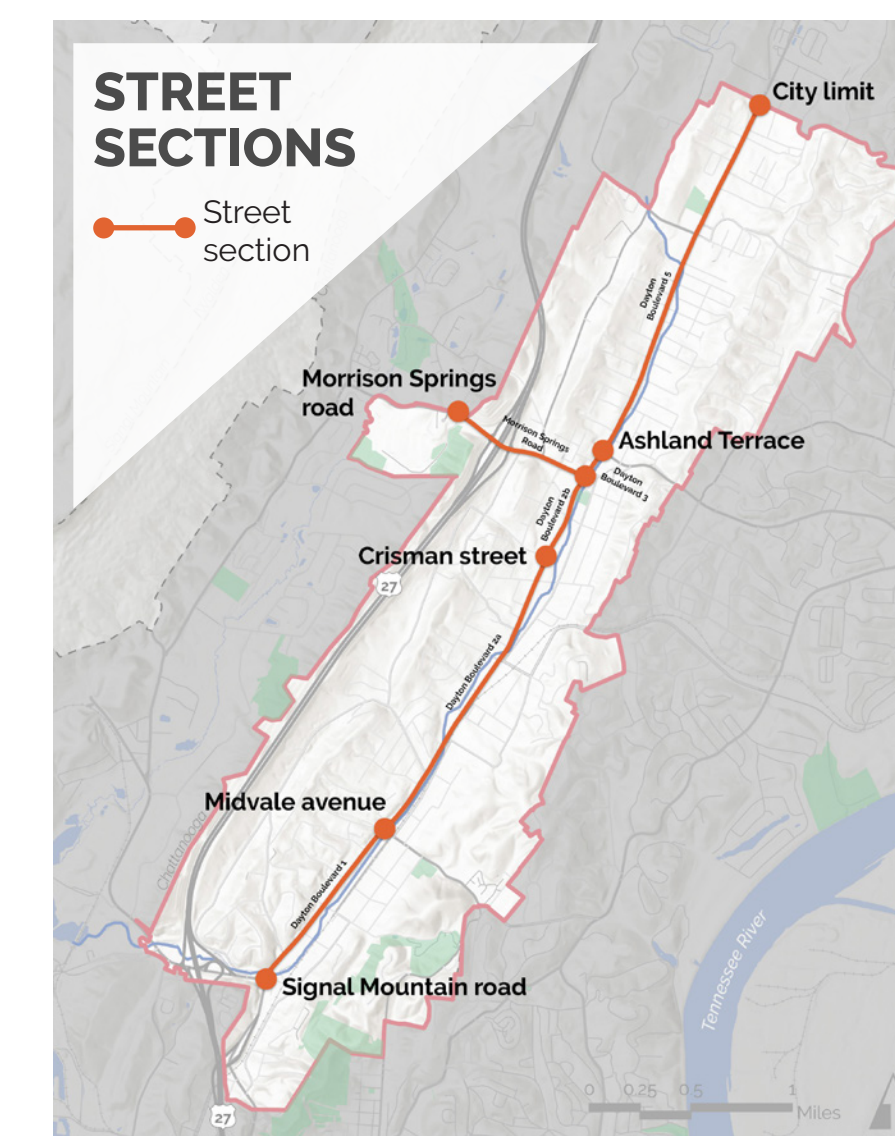 STREET
SECTIONS
Street
section
City limit
Dayton
Boulevard 5
Morrison Springs
road
Morrison Springs
Road
Ashland Terrace
Dayton
Boulevard 3
Dayton
Boulevard 2b
Crisman street
27
Dayton Boulevard 2a
Midvale avenue
Chattanooga
Dayton Boulevard 1
Signal Mountain road
Tennessee River
0 0.25 0.5 1
Miles
27